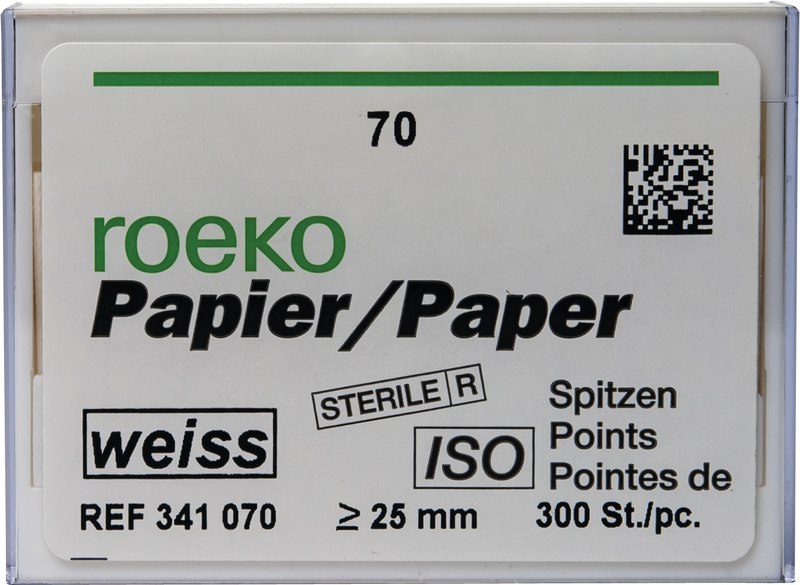 70
roeko
Papier/Paper
STERILE R
weiss
ISO
Spitzen
Points
Pointes de
REF 341 070
≥ 25 mm
300 St./pc.